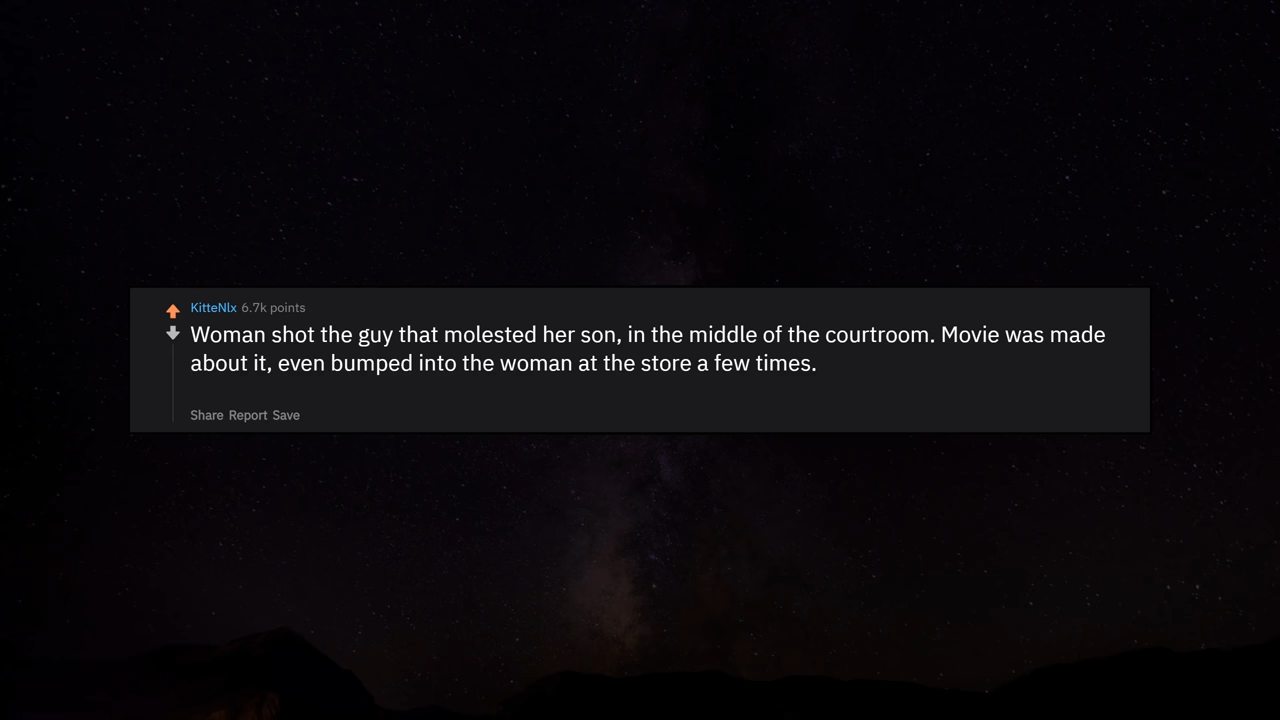 KitteNlx 6.7k points
Woman shot the guy that molested her son, in the middle of the courtroom. Movie was made
about it, even bumped into the woman at the store a few times.
Share Report Save